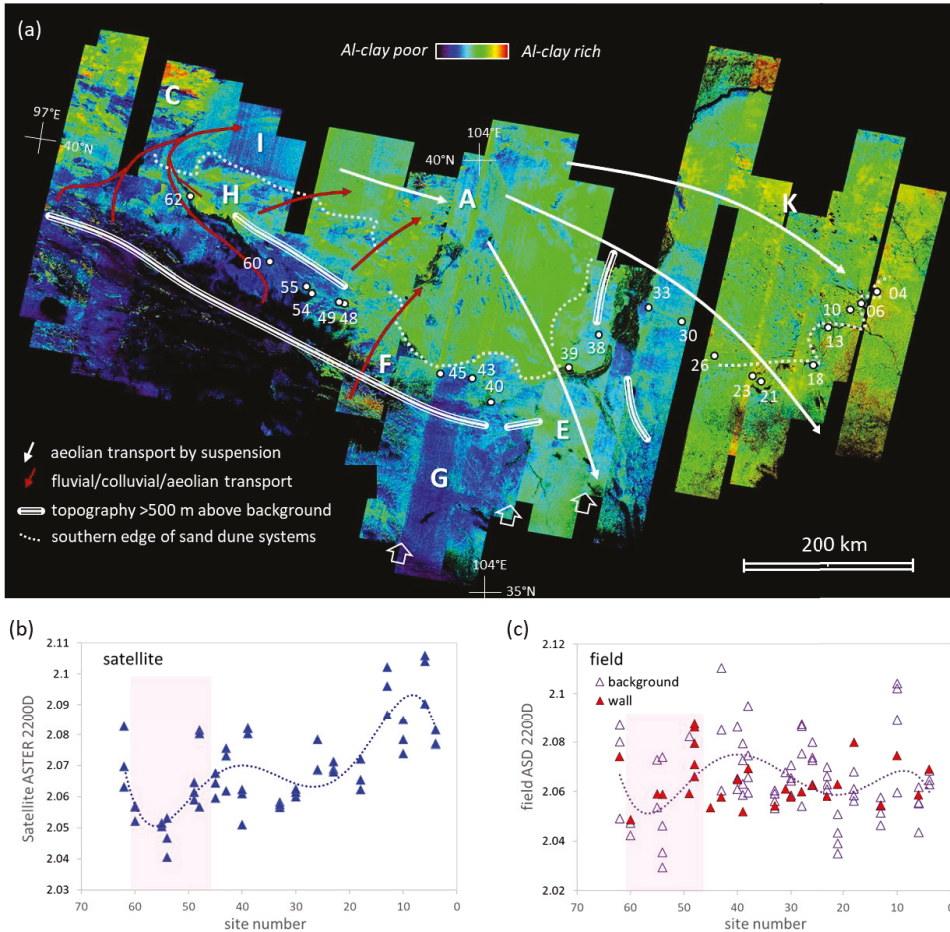 (a)
Al-clay poor Al-clay rich
97°E
40°N
C
I
H
62
60
55
54
49
48
104°E
40°N
A
K
F
45
43
40
39
38
33
30
26
23
21
18
13
10
06
04
E
G
aeolian transport by suspension
fluvial/colluvial/aeolian transport
topography >500 m above background
southern edge of sand dune systems
104°E
35°N
200 km
(b)
satellite
Satellite ASTER 2200D
2.11
2.1
2.09
2.08
2.07
2.06
2.05
2.04
2.03
70 60 50 40 30 20 10 0
site number
(c)
field
background
wall
field ASD 2200D
2.12
2.10
2.08
2.06
2.04
2.02
70 60 50 40 30 20 10 0
site number